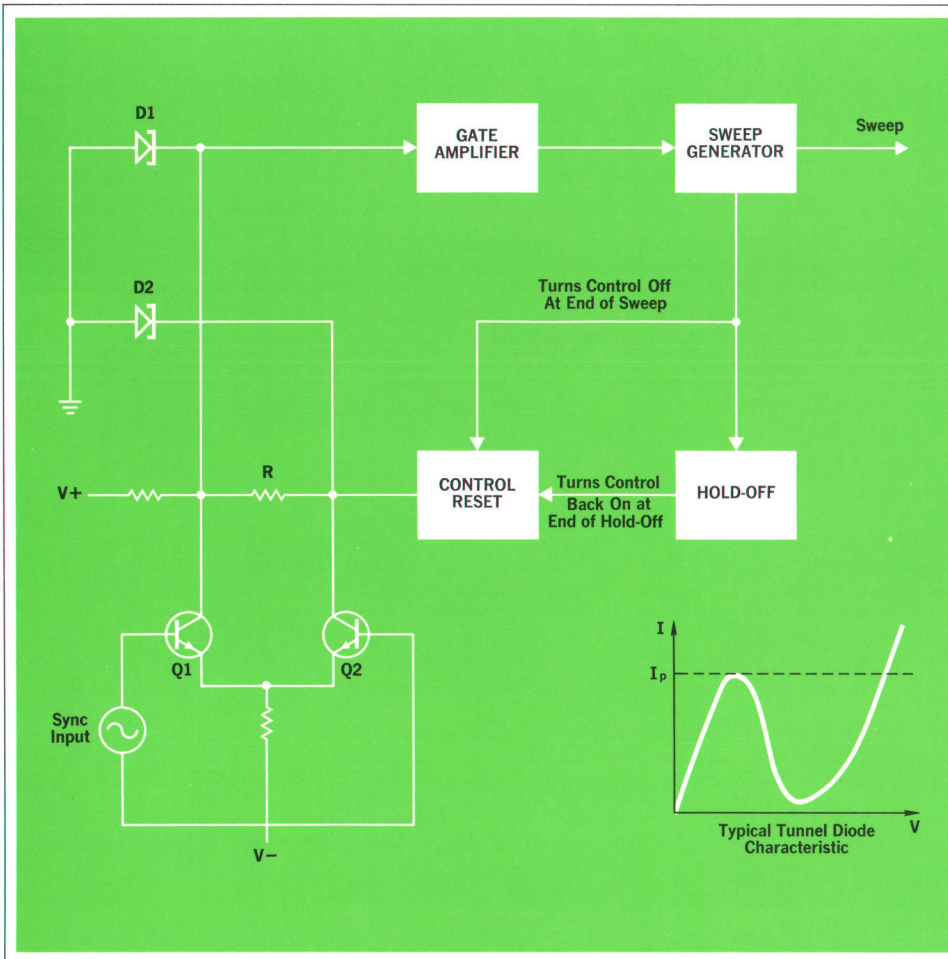 D1
GATE
AMPLIFIER
SWEEP
GENERATOR
Sweep
D2
Turns Control Off
At End of Sweep
V+
R
CONTROL
RESET
Turns Control
Back On at
End of Hold-Off
HOLD-OFF
Q1
Q2
Sync
Input
V−
I
Ip
V
Typical Tunnel Diode
Characteristic